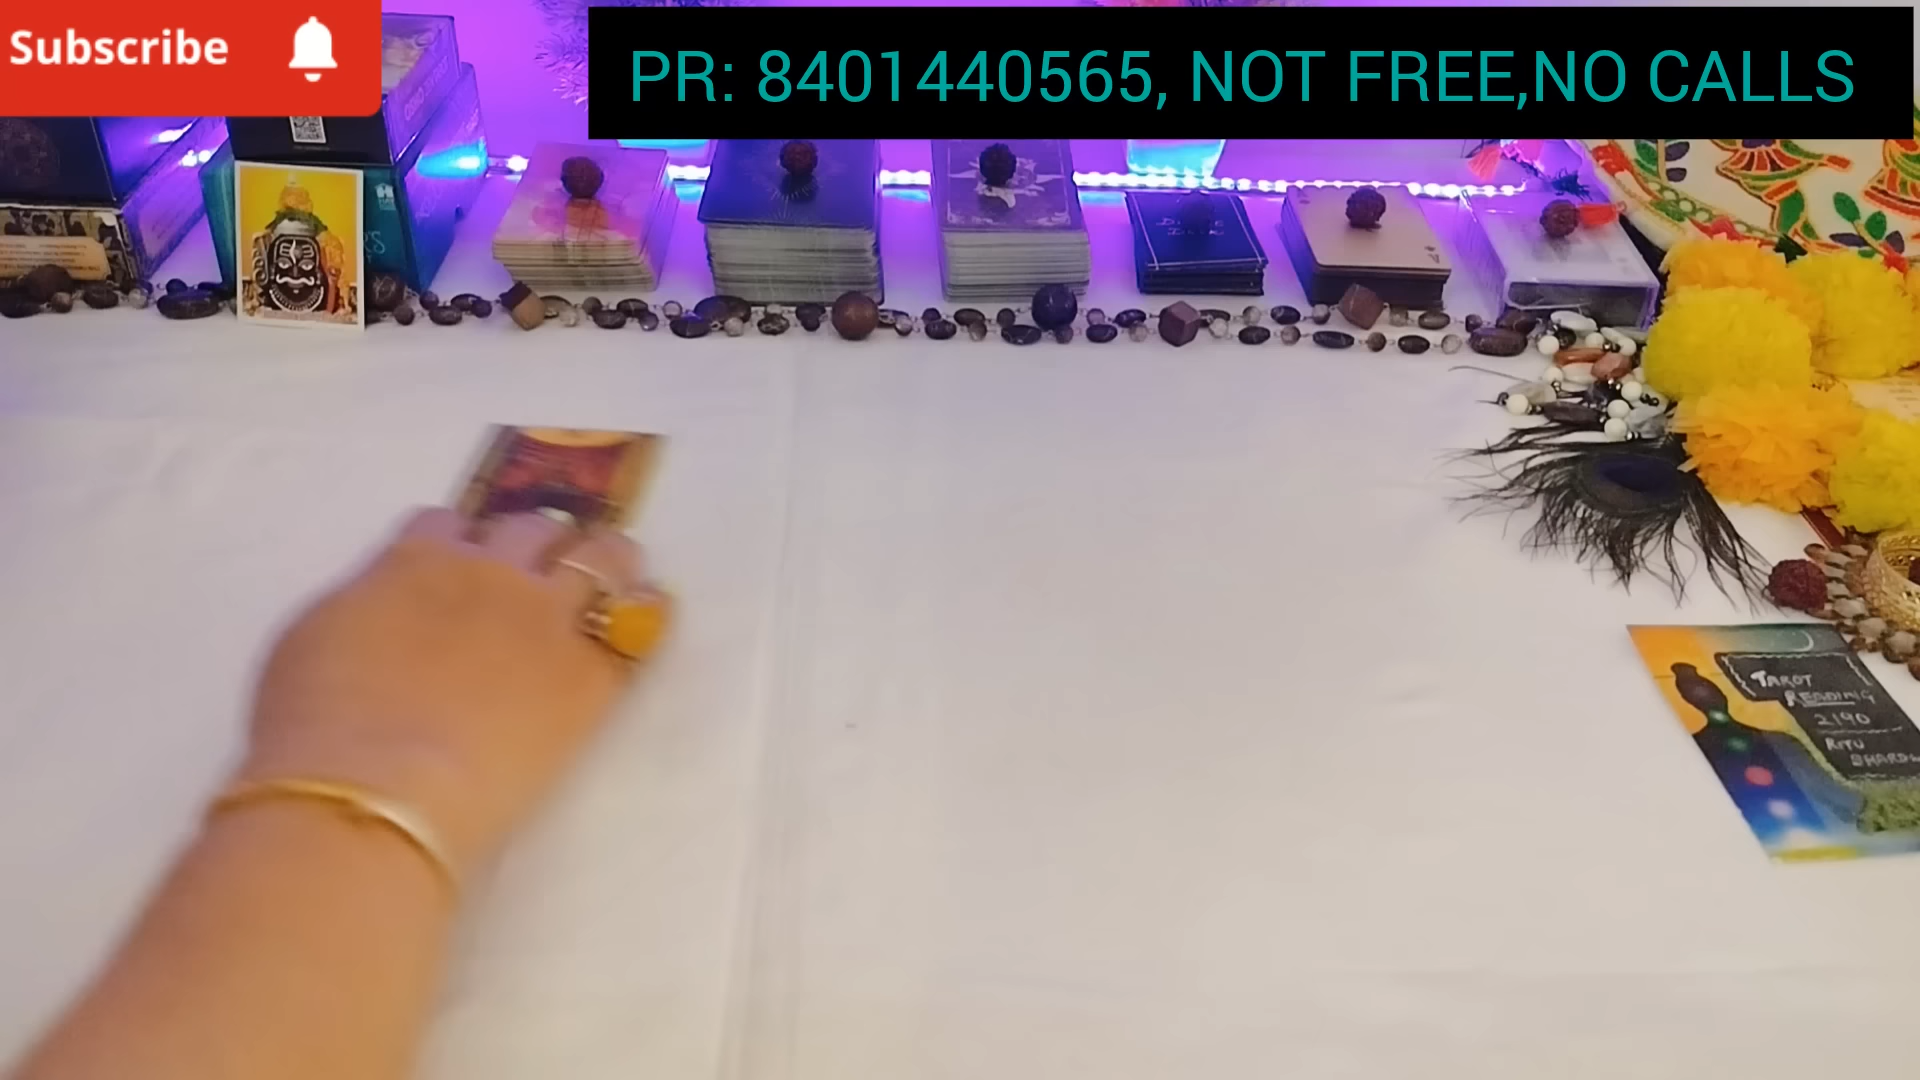 Subscribe
PR: 8401440565, NOT FREE,NO CALLS
TAROT
READING
2190
RITU